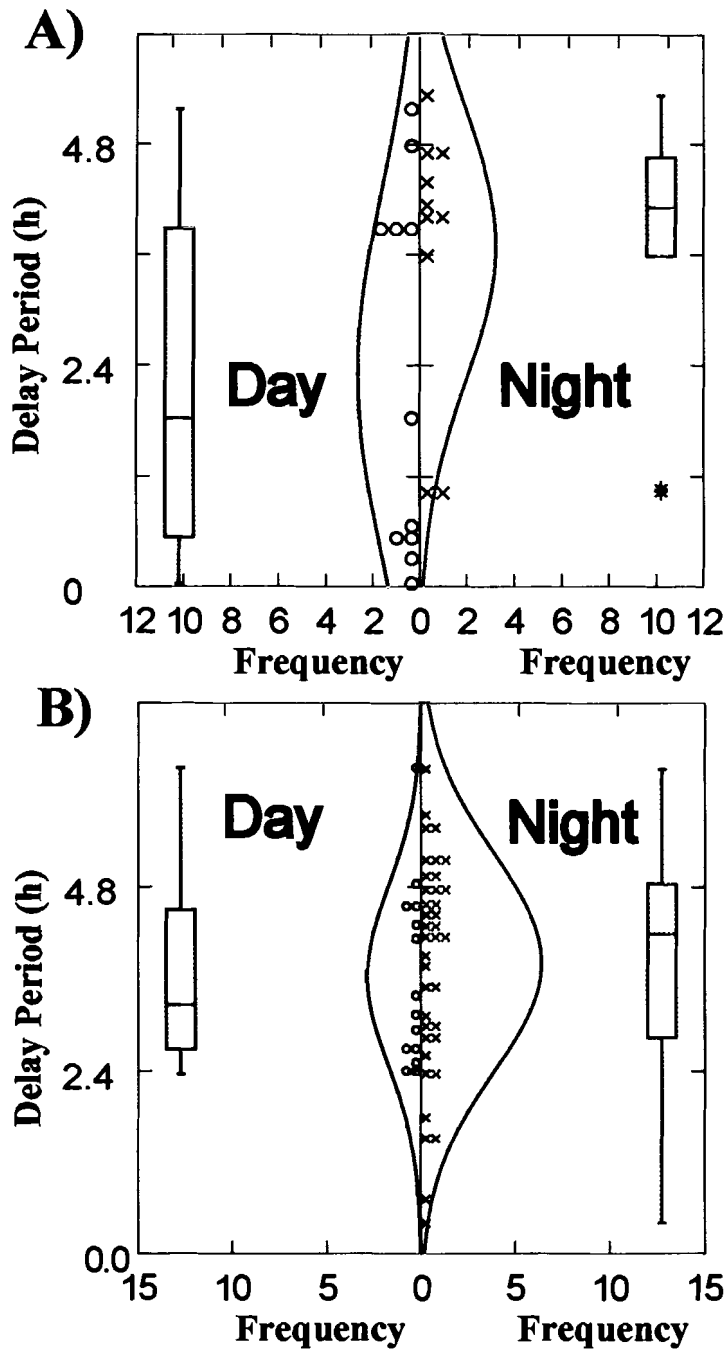 A)
Delay Period (h)
4.8
2.4
0
Day
Night
12 10 8 6 4 2 0 2 4 6 8 10 12
Frequency
Frequency
B)
Delay Period (h)
4.8
2.4
0.0
Day
Night
15 10 5 0 5 10 15
Frequency
Frequency